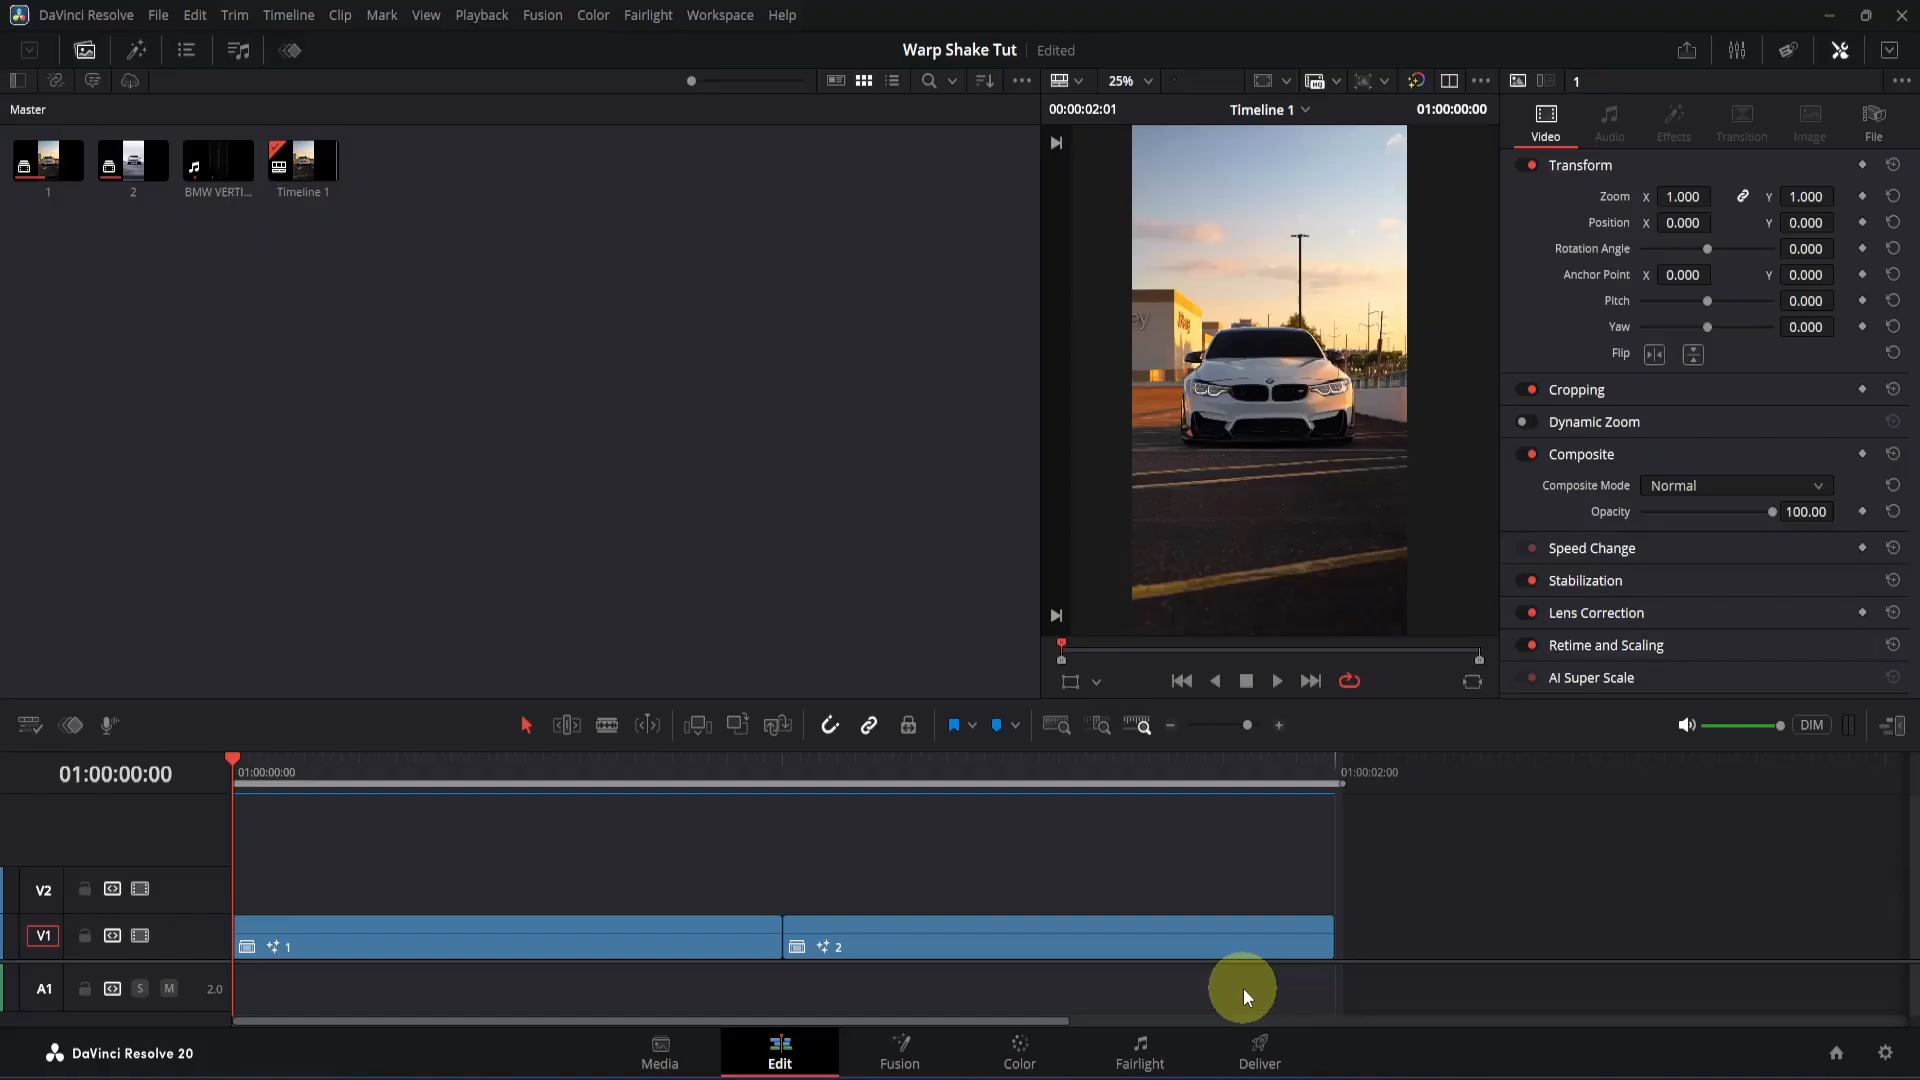 DaVinci Resolve File Edit Trim Timeline Clip Mark View Playback Fusion Color Fairlight Workspace Help
Warp Shake Tut Edited
25% 1
Master 00:00:02:01 Timeline 1 01:00:00:00
Video Audio Effects Transition Image File
1 2 BMW VERTI... Timeline 1
Transform
Zoom X 1.000 Y 1.000
Position X 0.000 Y 0.000
Rotation Angle 0.000
Anchor Point X 0.000 Y 0.000
Pitch 0.000
Yaw 0.000
Flip
Cropping
Dynamic Zoom
Composite
Composite Mode Normal
Opacity 100.00
Speed Change
Stabilization
Lens Correction
Retime and Scaling
AI Super Scale
DIM
01:00:00:00 01:00:00:00 01:00:02:00
V2
V1 1 2
A1 S M 2.0
DaVinci Resolve 20 Media Edit Fusion Color Fairlight Deliver